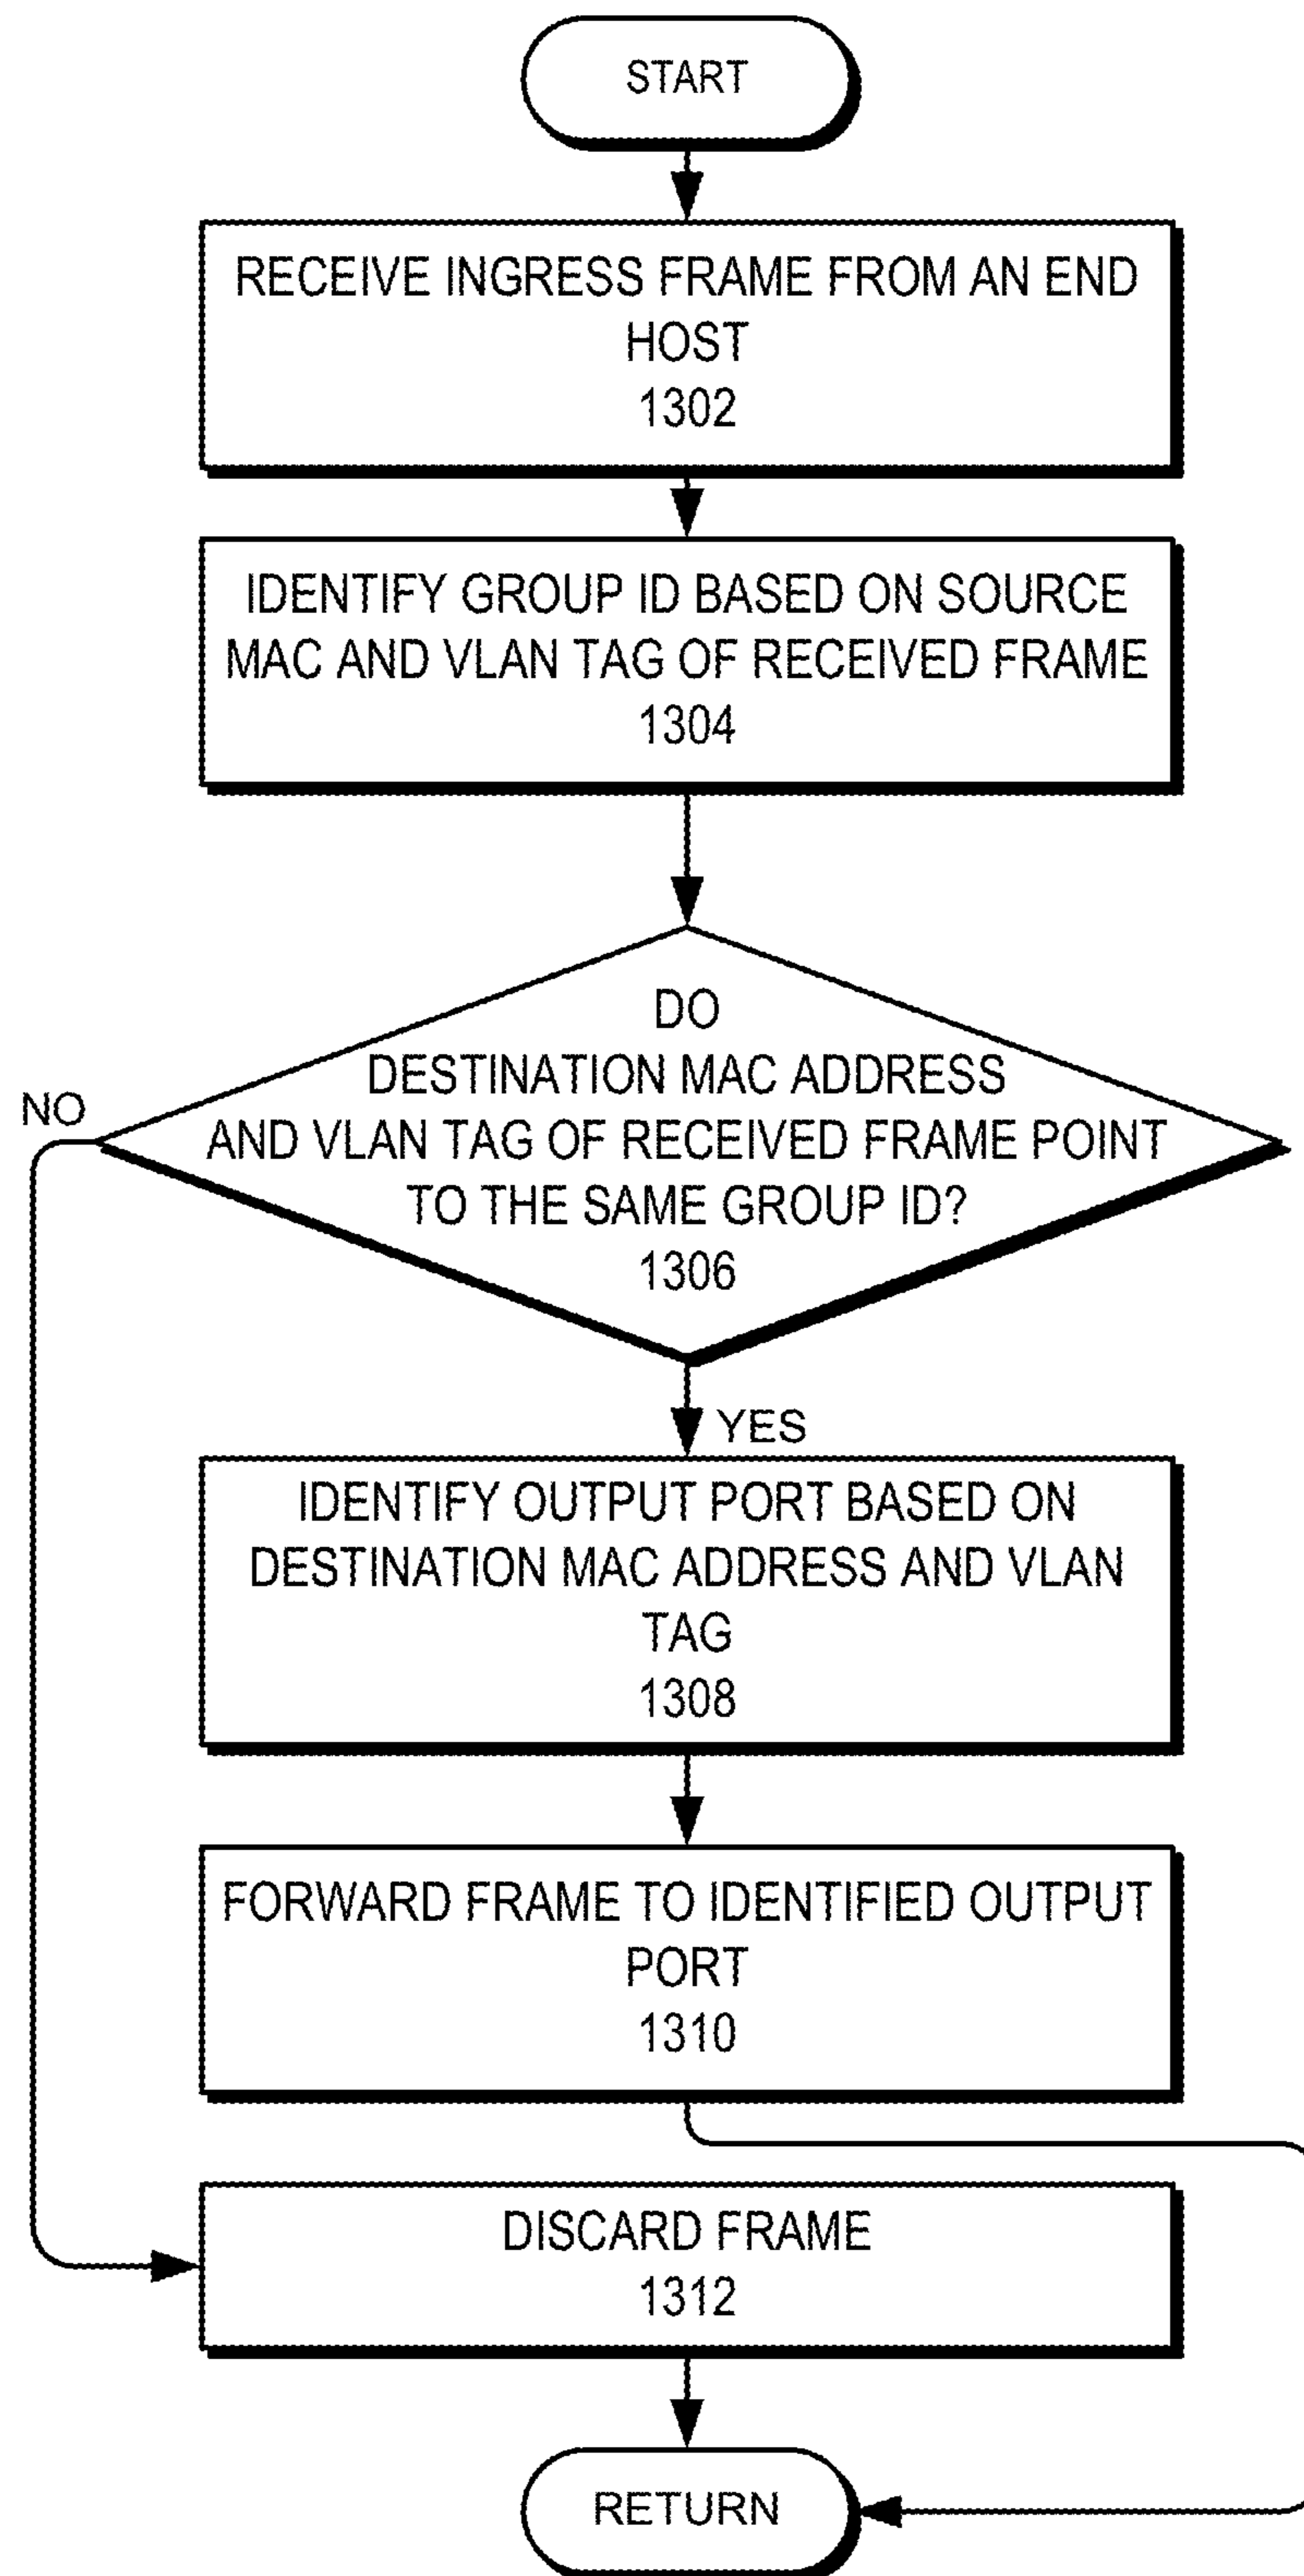 START
RECEIVE INGRESS FRAME FROM AN END
HOST
1302
IDENTIFY GROUP ID BASED ON SOURCE
MAC AND VLAN TAG OF RECEIVED FRAME
1304
DO
DESTINATION MAC ADDRESS
AND VLAN TAG OF RECEIVED FRAME POINT
TO THE SAME GROUP ID?
1306
NO
YES
IDENTIFY OUTPUT PORT BASED ON
DESTINATION MAC ADDRESS AND VLAN
TAG
1308
FORWARD FRAME TO IDENTIFIED OUTPUT
PORT
1310
DISCARD FRAME
1312
RETURN